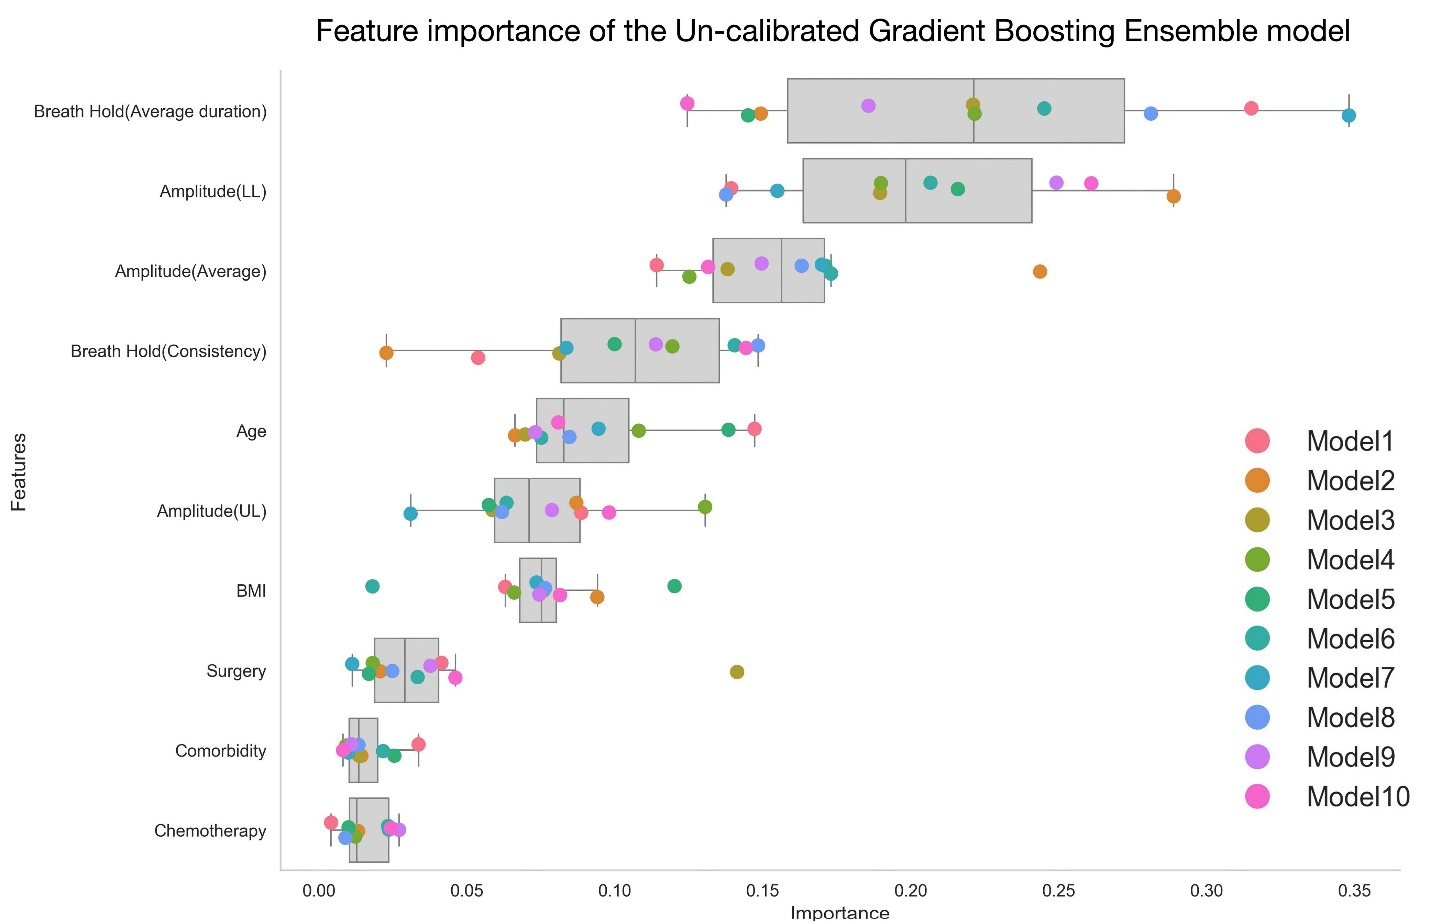 Feature importance of the Un-calibrated Gradient Boosting Ensemble model
Breath Hold(Average duration)
Amplitude(LL)
Amplitude(Average)
Breath Hold(Consistency)
Age
Amplitude(UL)
BMI
Surgery
Comorbidity
Chemotherapy
Features
Model1
Model2
Model3
Model4
Model5
Model6
Model7
Model8
Model9
Model10
0.00 0.05 0.10 0.15 0.20 0.25 0.30 0.35
Importance